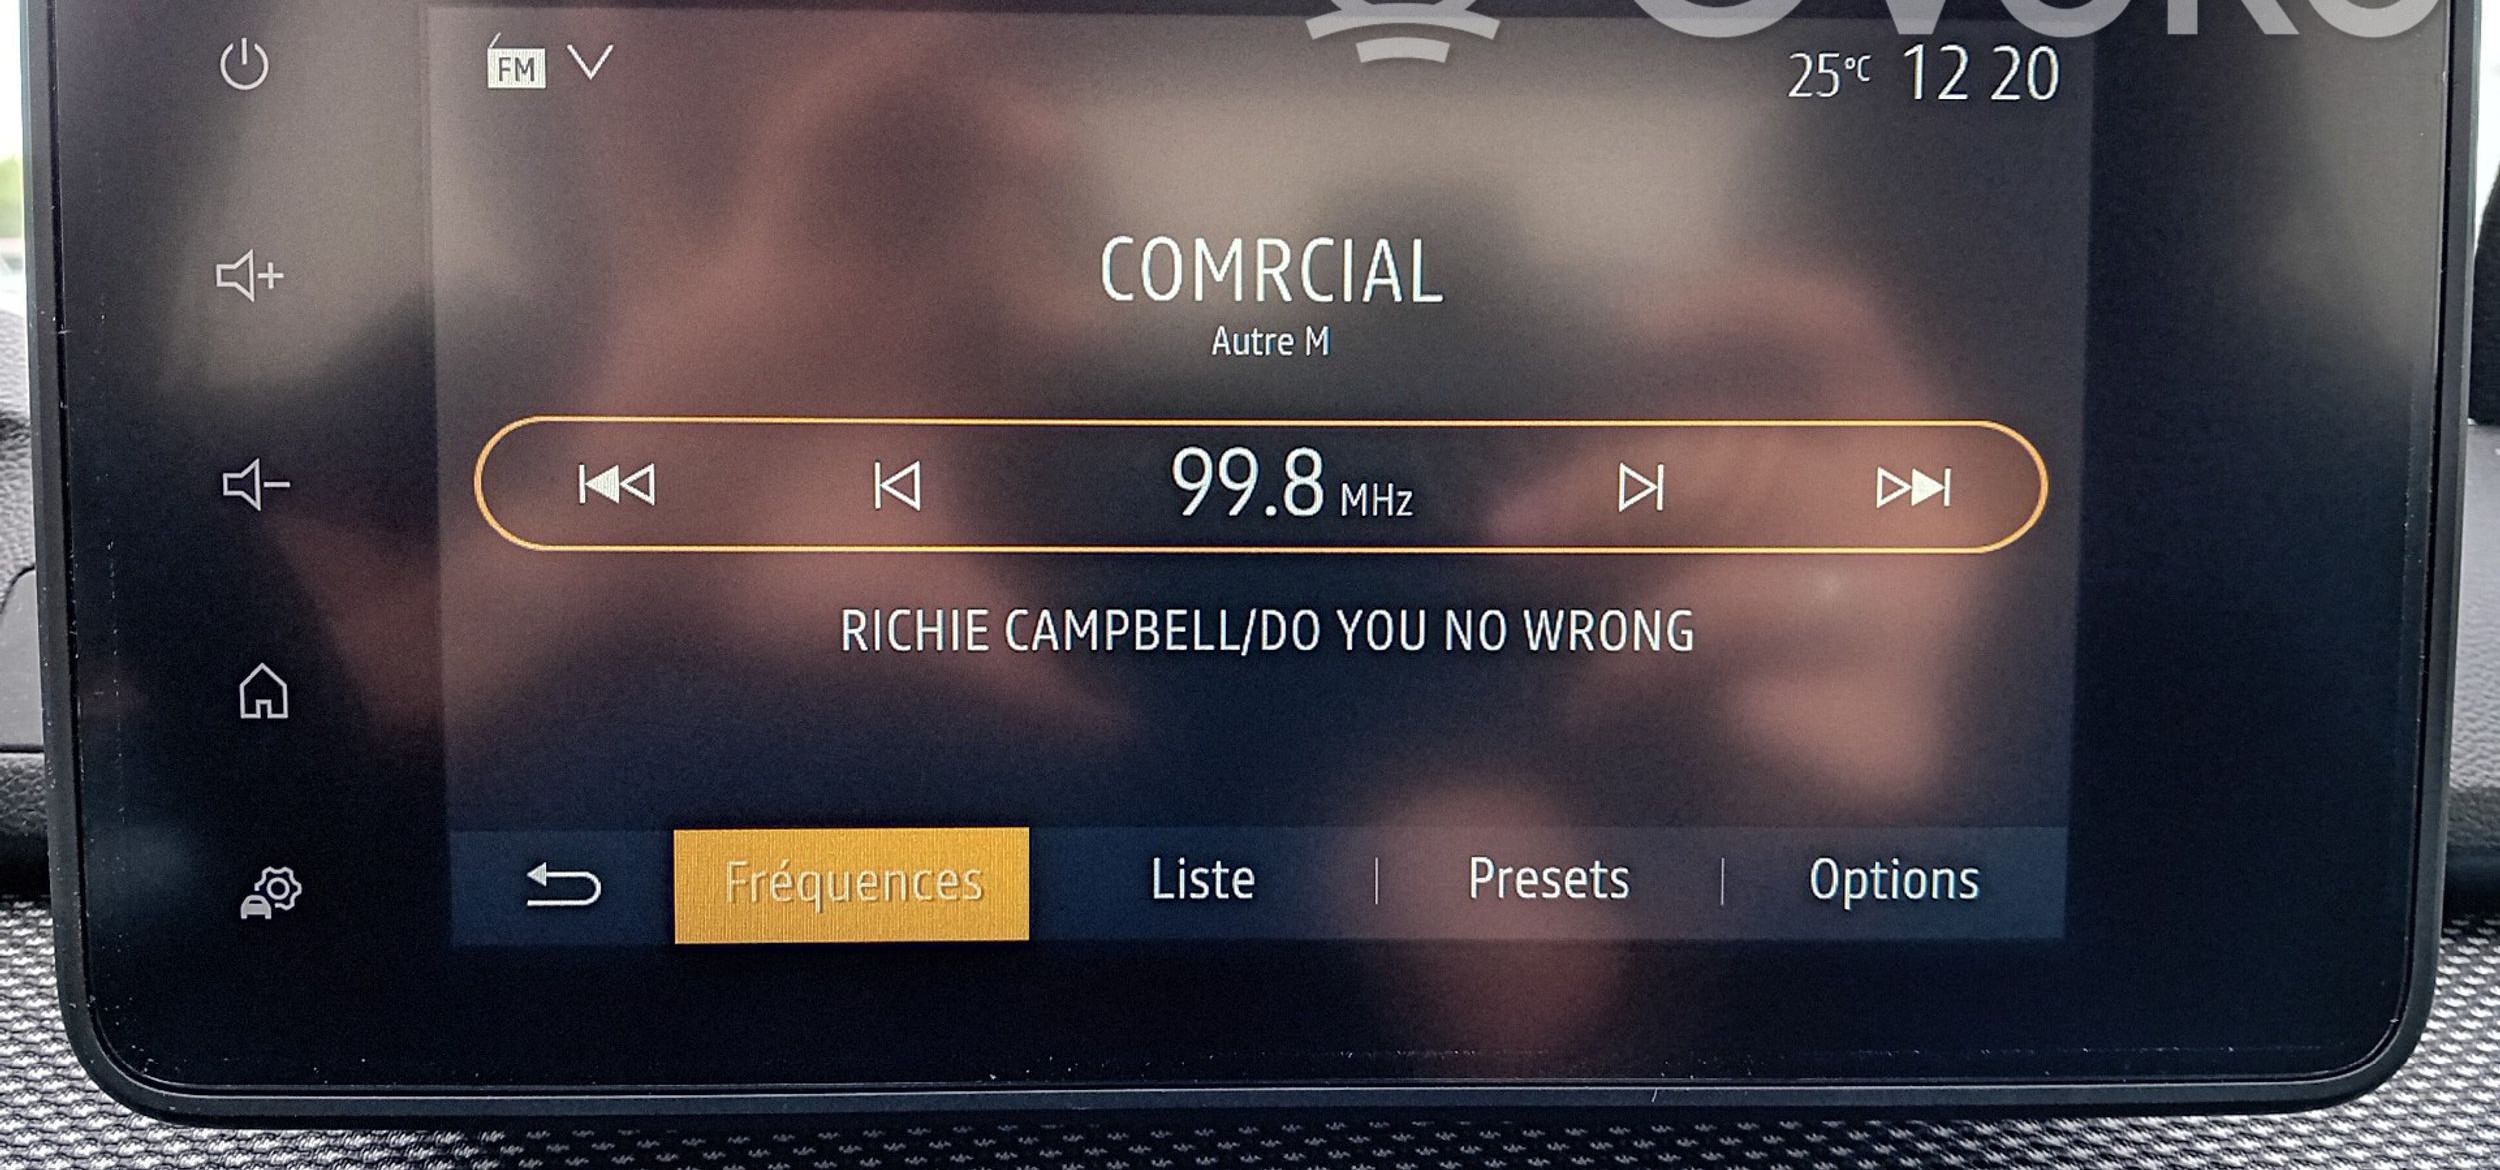 FM
25°C 12 20
COMRCIAL
Autre M
99.8 MHz
RICHIE CAMPBELL/DO YOU NO WRONG
Fréquences Liste Presets Options